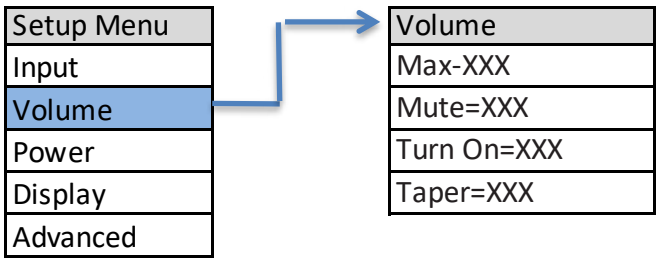 Setup Menu
Input
Volume
Power
Display
Advanced
Volume
Max-XXX
Mute=XXX
Turn On=XXX
Taper=XXX